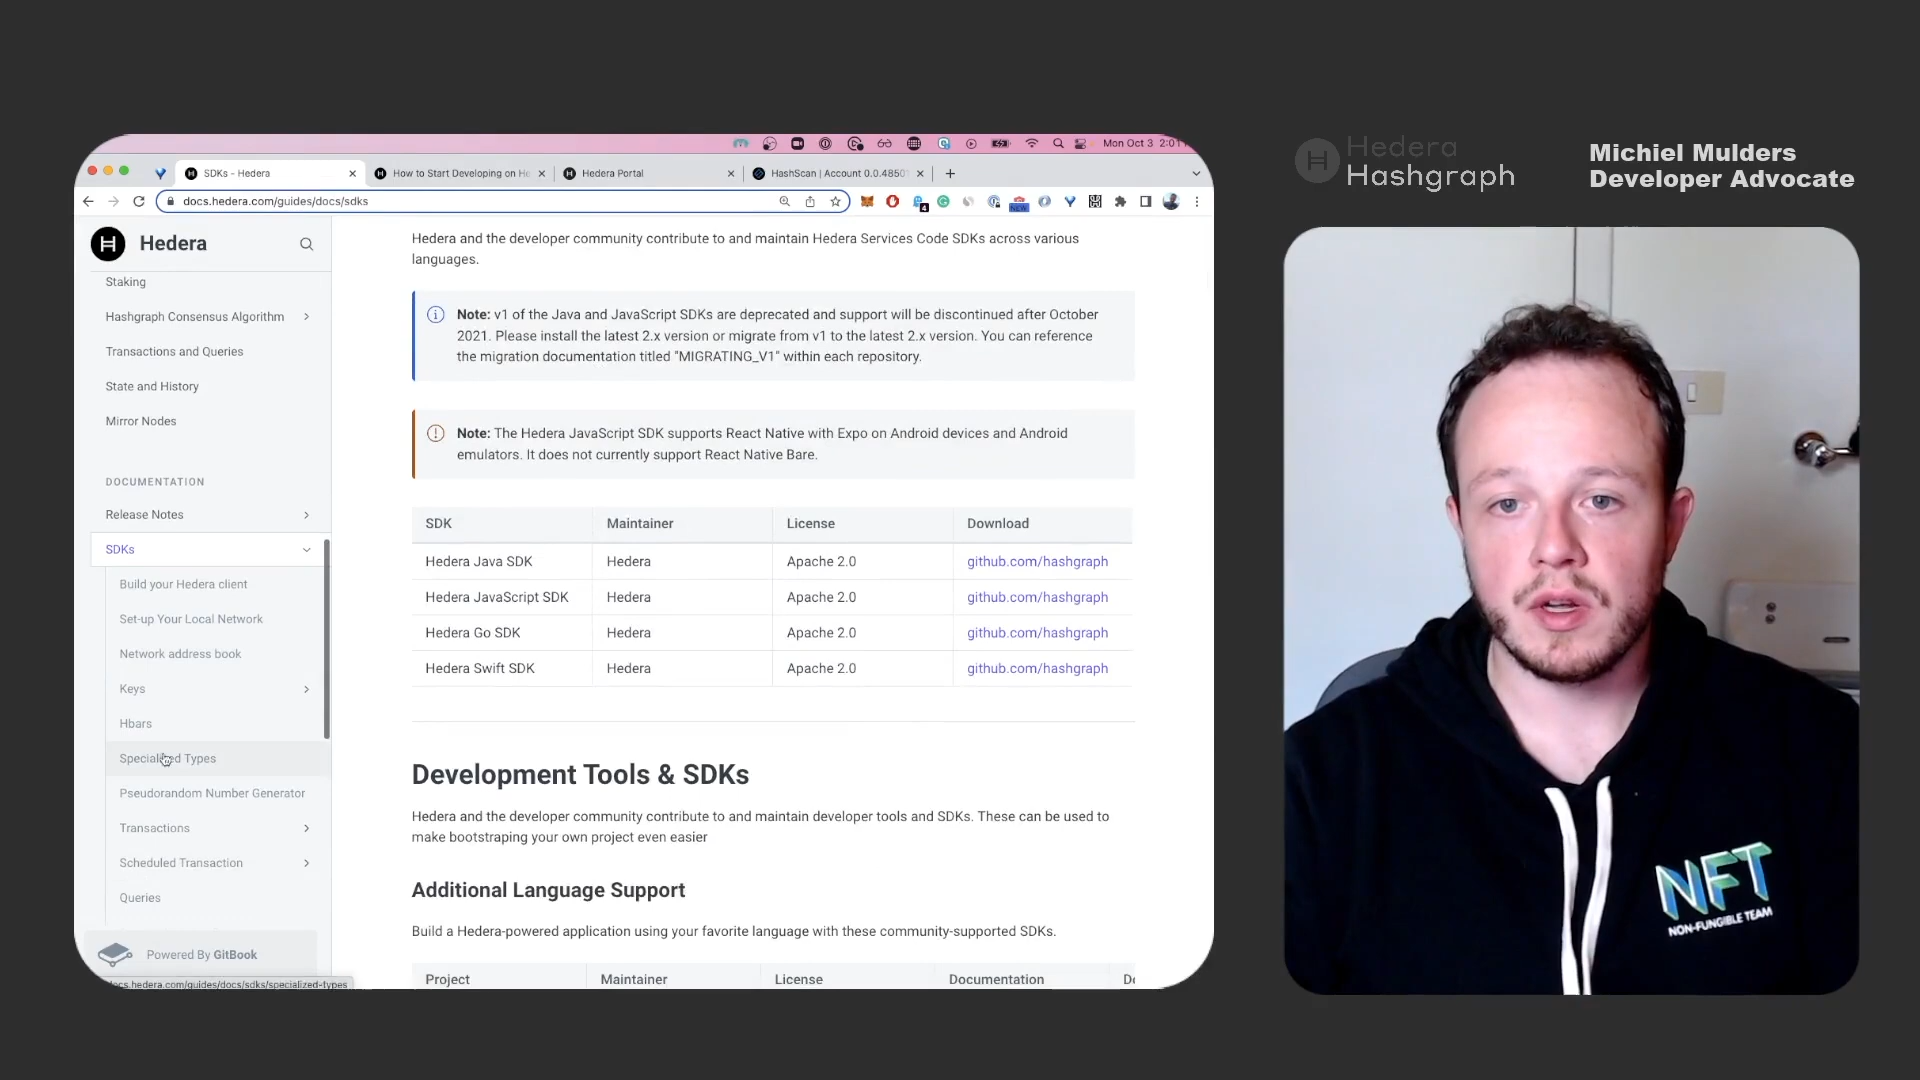 Mon Oct 3 2:01
SDKs - Hedera
How to Start Developing on He
Hedera Portal
HashScan | Account 0.0.4850
docs.hedera.com/guides/docs/sdks
4
NEW
Hedera
Staking
Hashgraph Consensus Algorithm
Transactions and Queries
State and History
Mirror Nodes
DOCUMENTATION
Release Notes
SDKs
Build your Hedera client
Set-up Your Local Network
Network address book
Keys
Hbars
Specialized Types
Pseudorandom Number Generator
Transactions
Scheduled Transaction
Queries
Powered By GitBook
docs.hedera.com/guides/docs/sdks/specialized-types
Hedera and the developer community contribute to and maintain Hedera Services Code SDKs across various
languages.
Note: v1 of the Java and JavaScript SDKs are deprecated and support will be discontinued after October
2021. Please install the latest 2.x version or migrate from v1 to the latest 2.x version. You can reference
the migration documentation titled "MIGRATING_V1" within each repository.
Note: The Hedera JavaScript SDK supports React Native with Expo on Android devices and Android
emulators. It does not currently support React Native Bare.
SDK Maintainer License Download
Hedera Java SDK Hedera Apache 2.0 github.com/hashgraph
Hedera JavaScript SDK Hedera Apache 2.0 github.com/hashgraph
Hedera Go SDK Hedera Apache 2.0 github.com/hashgraph
Hedera Swift SDK Hedera Apache 2.0 github.com/hashgraph
Development Tools & SDKs
Hedera and the developer community contribute to and maintain developer tools and SDKs. These can be used to
make bootstraping your own project even easier
Additional Language Support
Build a Hedera-powered application using your favorite language with these community-supported SDKs.
Project Maintainer License Documentation
Hedera
Hashgraph
Michiel Mulders
Developer Advocate
NFT
NON-FUNGIBLE TEAM